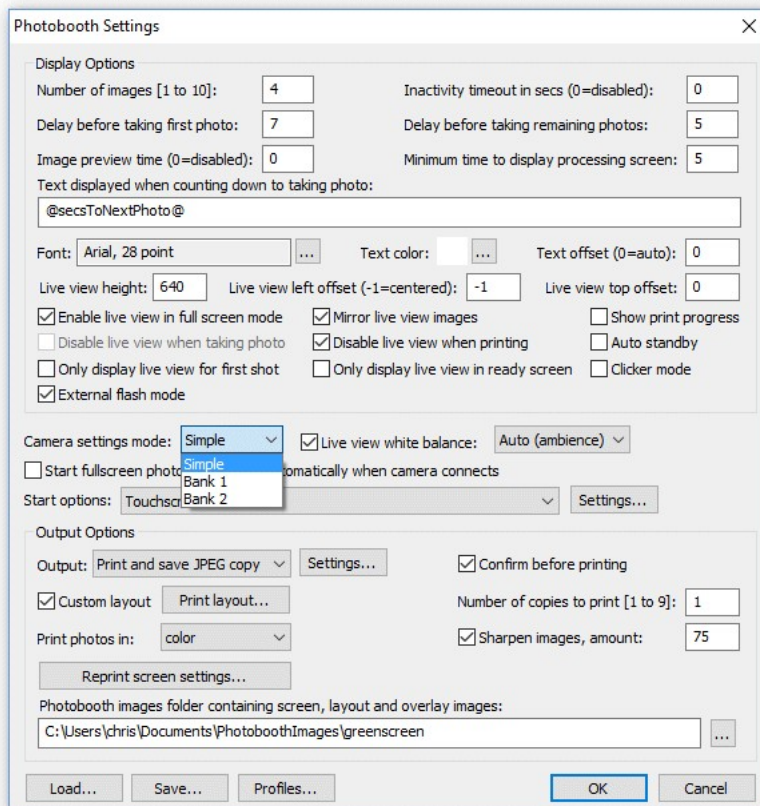 Photobooth Settings
Display Options
Number of images [1 to 10]: 4 Inactivity timeout in secs (0=disabled): 0
Delay before taking first photo: 7 Delay before taking remaining photos: 5
Image preview time (0=disabled): 0 Minimum time to display processing screen: 5
Text displayed when counting down to taking photo:
@secsToNextPhoto@
Font: Arial, 28 point ... Text color: ... Text offset (0=auto): 0
Live view height: 640 Live view left offset (-1=centered): -1 Live view top offset: 0
Enable live view in full screen mode Mirror live view images Show print progress
Disable live view when taking photo Disable live view when printing Auto standby
Only display live view for first shot Only display live view in ready screen Clicker mode
External flash mode
Camera settings mode: Simple Live view white balance: Auto (ambience)
Simple
Start fullscreen photo tomatically when camera connects
Bank 1
Bank 2
Start options: Touchscr Settings...
Output Options
Output: Print and save JPEG copy Settings... Confirm before printing
Custom layout Print layout... Number of copies to print [1 to 9]: 1
Print photos in: color Sharpen images, amount: 75
Reprint screen settings...
Photobooth images folder containing screen, layout and overlay images:
C:\Users\chris\Documents\PhotoboothImages\greenscreen ...
Load... Save... Profiles... OK Cancel